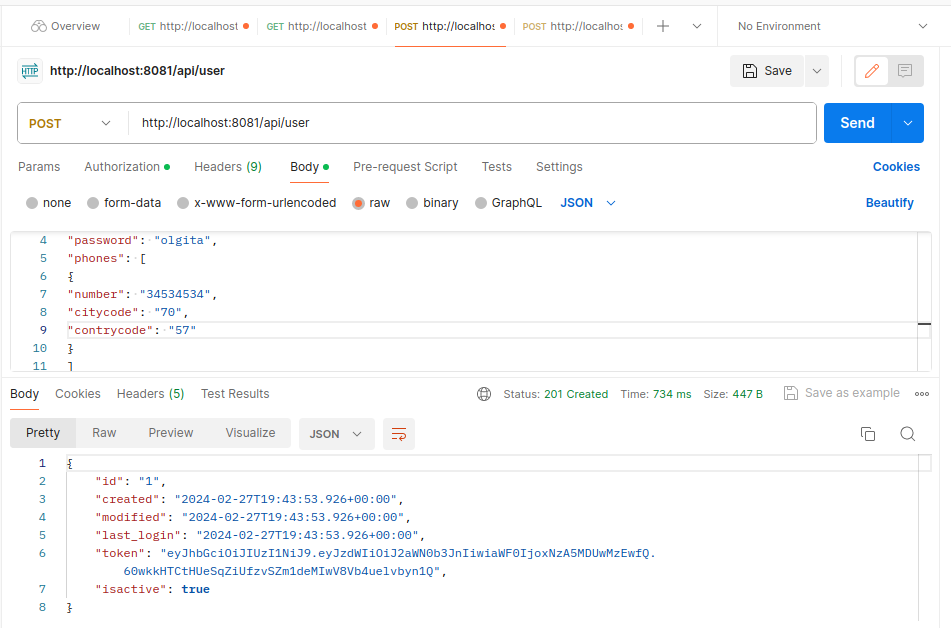 Overview GET http://localhost GET http://localhost POST http://localhos POST http://localhos No Environment
HTTP http://localhost:8081/api/user Save
POST http://localhost:8081/api/user Send
Params Authorization Headers (9) Body Pre-request Script Tests Settings Cookies
none form-data x-www-form-urlencoded raw binary GraphQL JSON Beautify
4 "password": "olgita",
5 "phones": [
6 {
7 "number": "34534534",
8 "citycode": "70",
9 "contrycode": "57"
10 }
11 ]
Body Cookies Headers (5) Test Results Status: 201 Created Time: 734 ms Size: 447 B Save as example
Pretty Raw Preview Visualize JSON
1 {
2 "id": "1",
3 "created": "2024-02-27T19:43:53.926+00:00",
4 "modified": "2024-02-27T19:43:53.926+00:00",
5 "last_login": "2024-02-27T19:43:53.926+00:00",
6 "token": "eyJhbGciOiJIUzI1NiJ9.eyJzdWIiOiJ2aWN0b3JnIiwiaWF0IjoxNzA5MDUwMzEwfQ.
60wkkHTCtHUeSqZiUfzvSZm1deMIwV8Vb4uelvbyn1Q",
7 "isactive": true
8 }